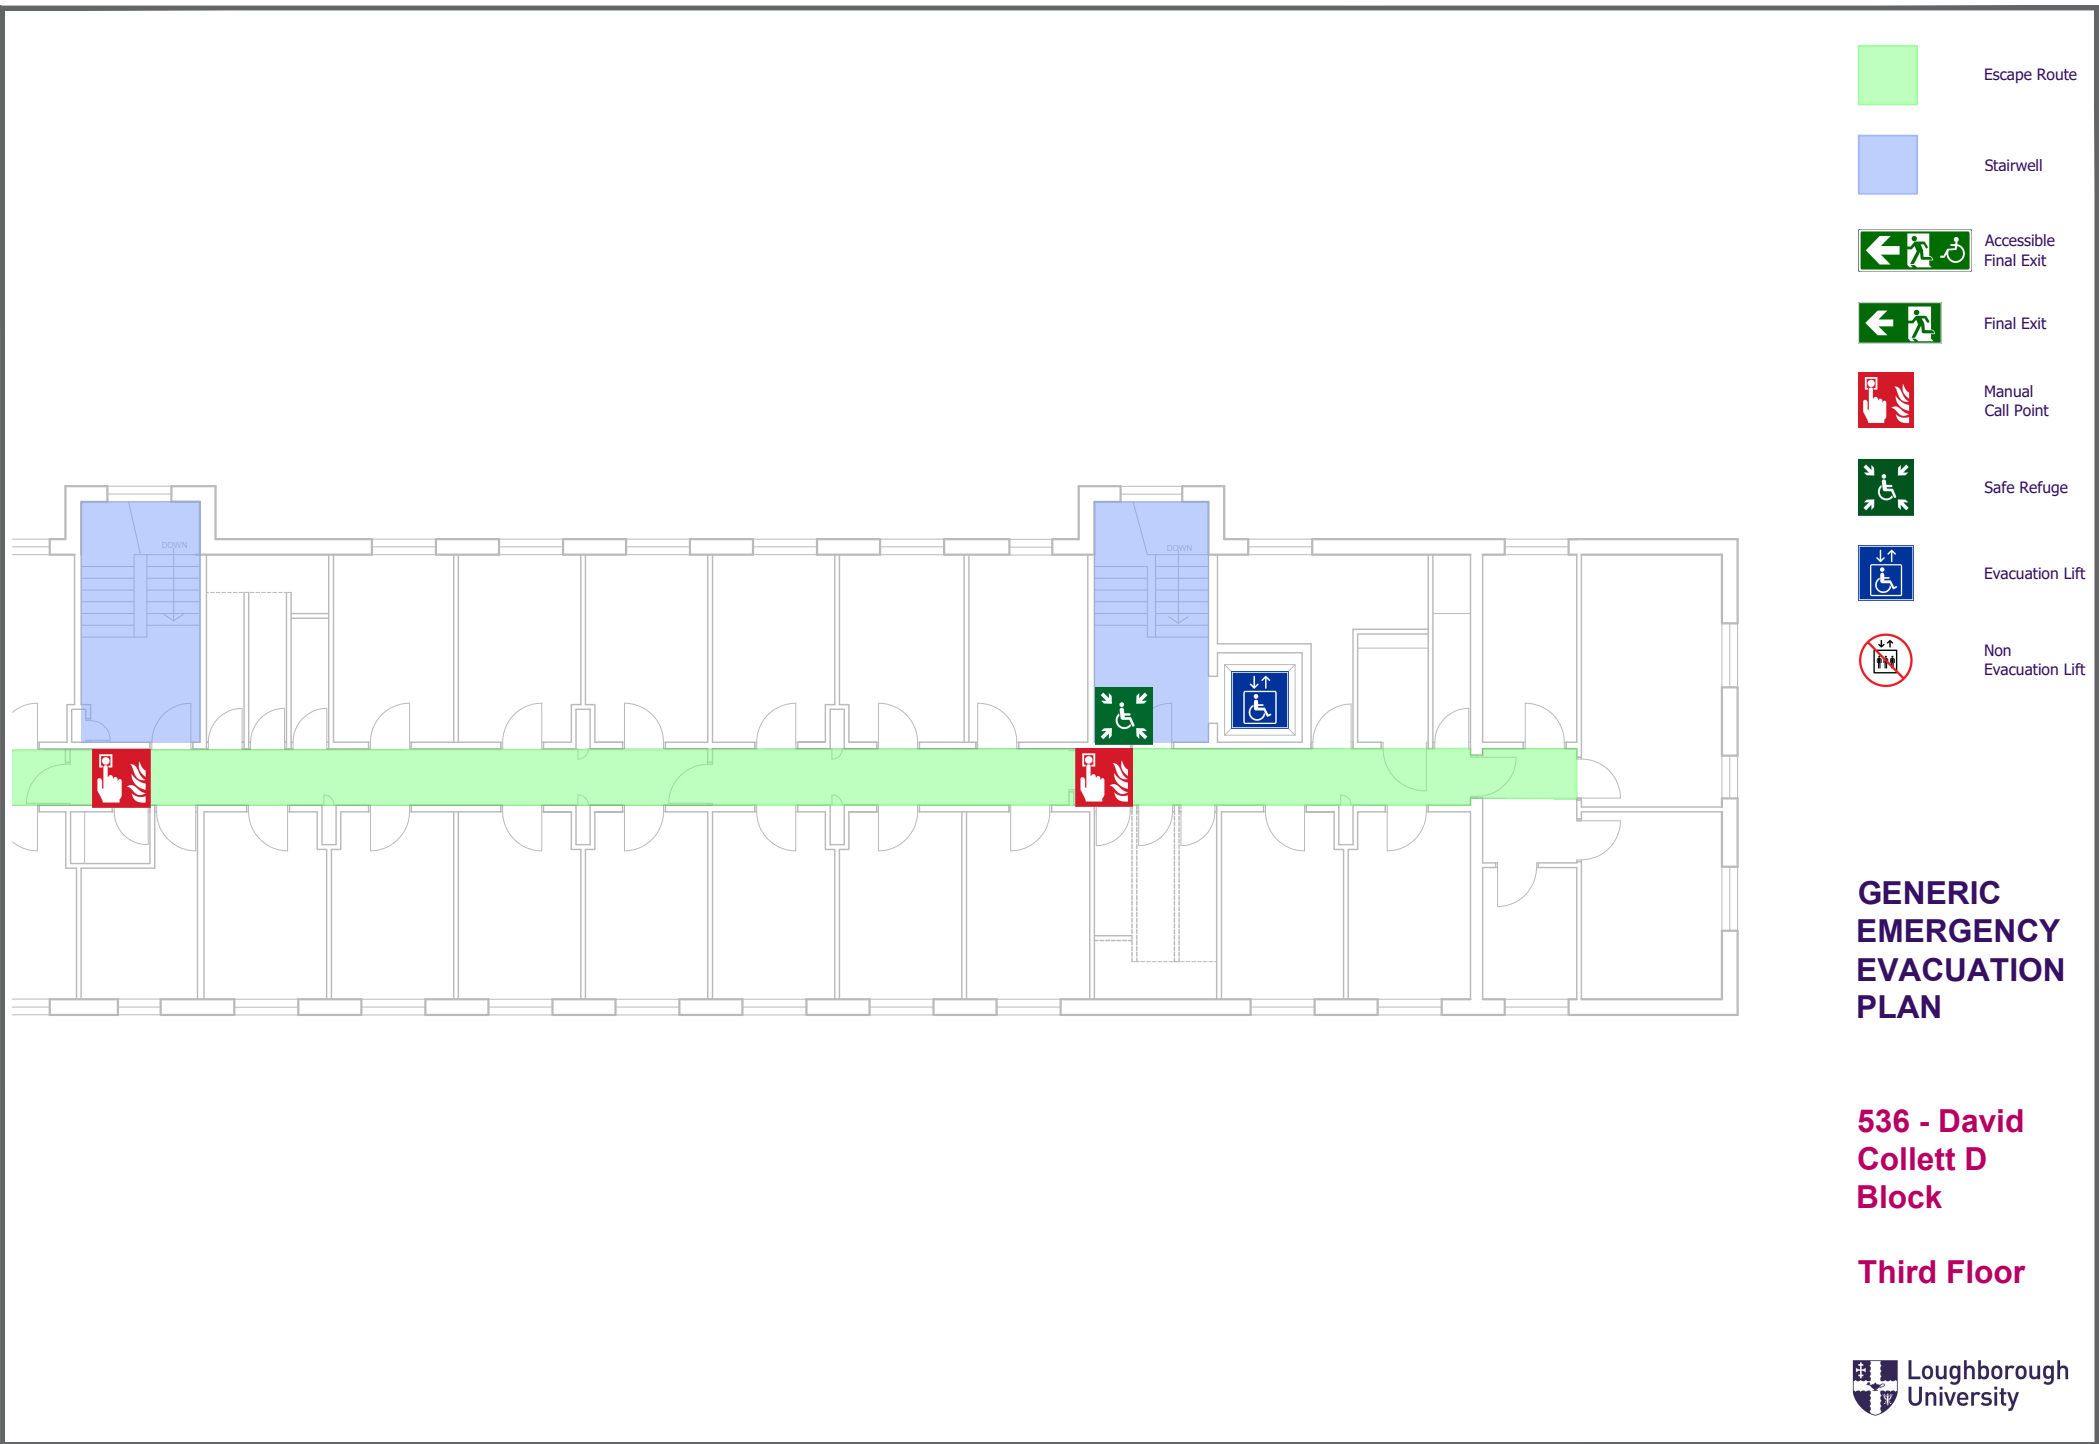 Escape Route
Stairwell
Accessible
Final Exit
Final Exit
Manual
Call Point
Safe Refuge
Evacuation Lift
Non
Evacuation Lift
DOWN
DOWN
GENERIC
EMERGENCY
EVACUATION
PLAN
536 - David
Collett D
Block
Third Floor
Loughborough
University